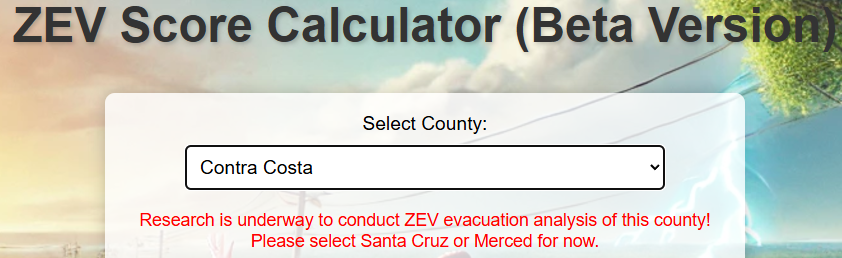 ZEV Score Calculator (Beta Version)
Select County:
Contra Costa
Research is underway to conduct ZEV evacuation analysis of this county!
Please select Santa Cruz or Merced for now.